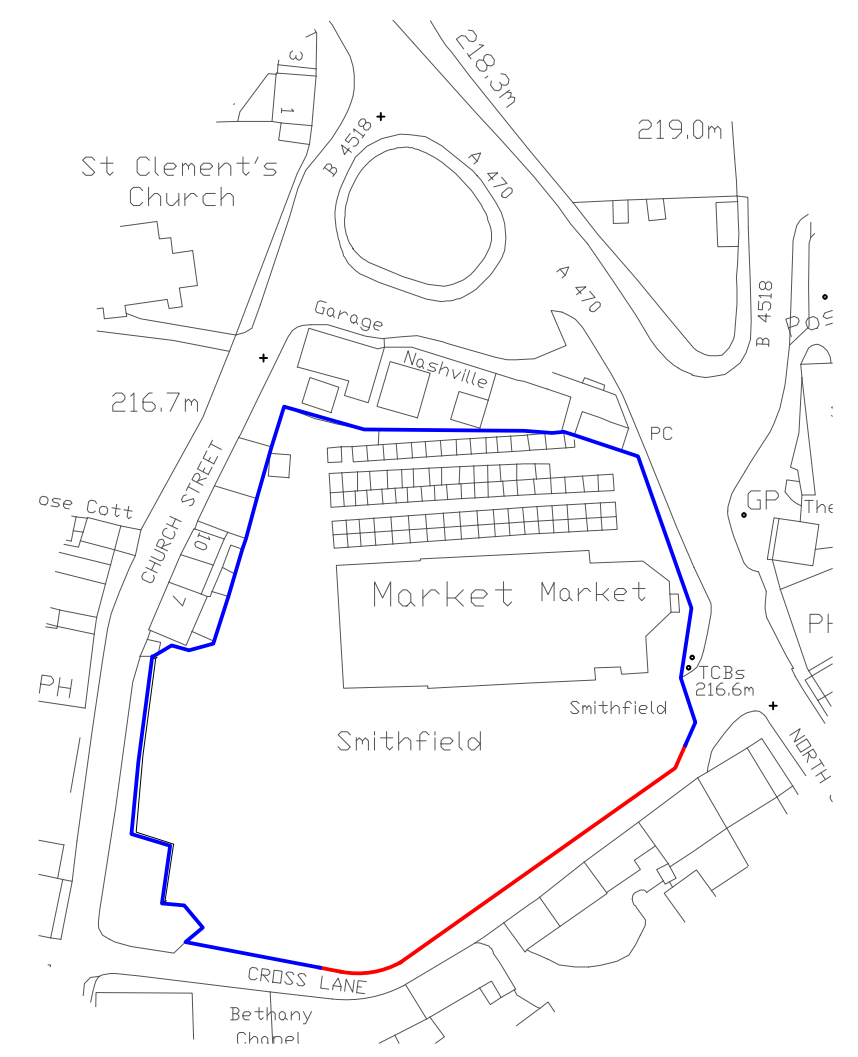 3
218.3m
1
B 4518
219.0m
A 470
St Clement's
Church
A 470
B 4518
Garage
Nashville
216.7m
PC
CHURCH STREET
ose Cott
GP
The
10
Market Market
7
PH
PH
TCBs
216.6m
Smithfield
Smithfield
NORTH
CROSS LANE
Bethany
Chapel